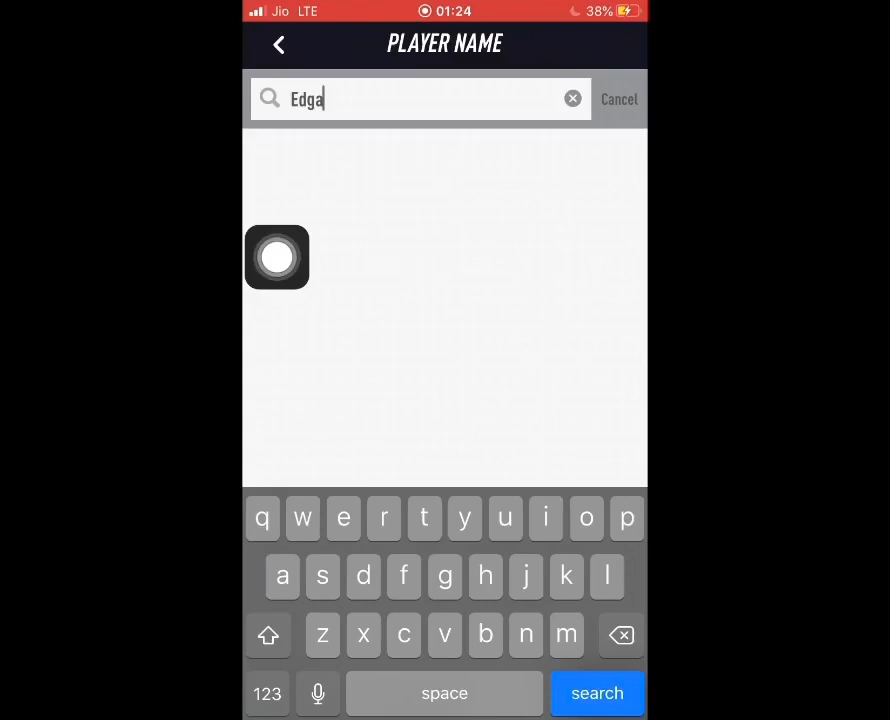 Jio LTE 01:24 38%
PLAYER NAME
Edga Cancel
q w e r t y u i o p
a s d f g h j k l
z x c v b n m
123 space search